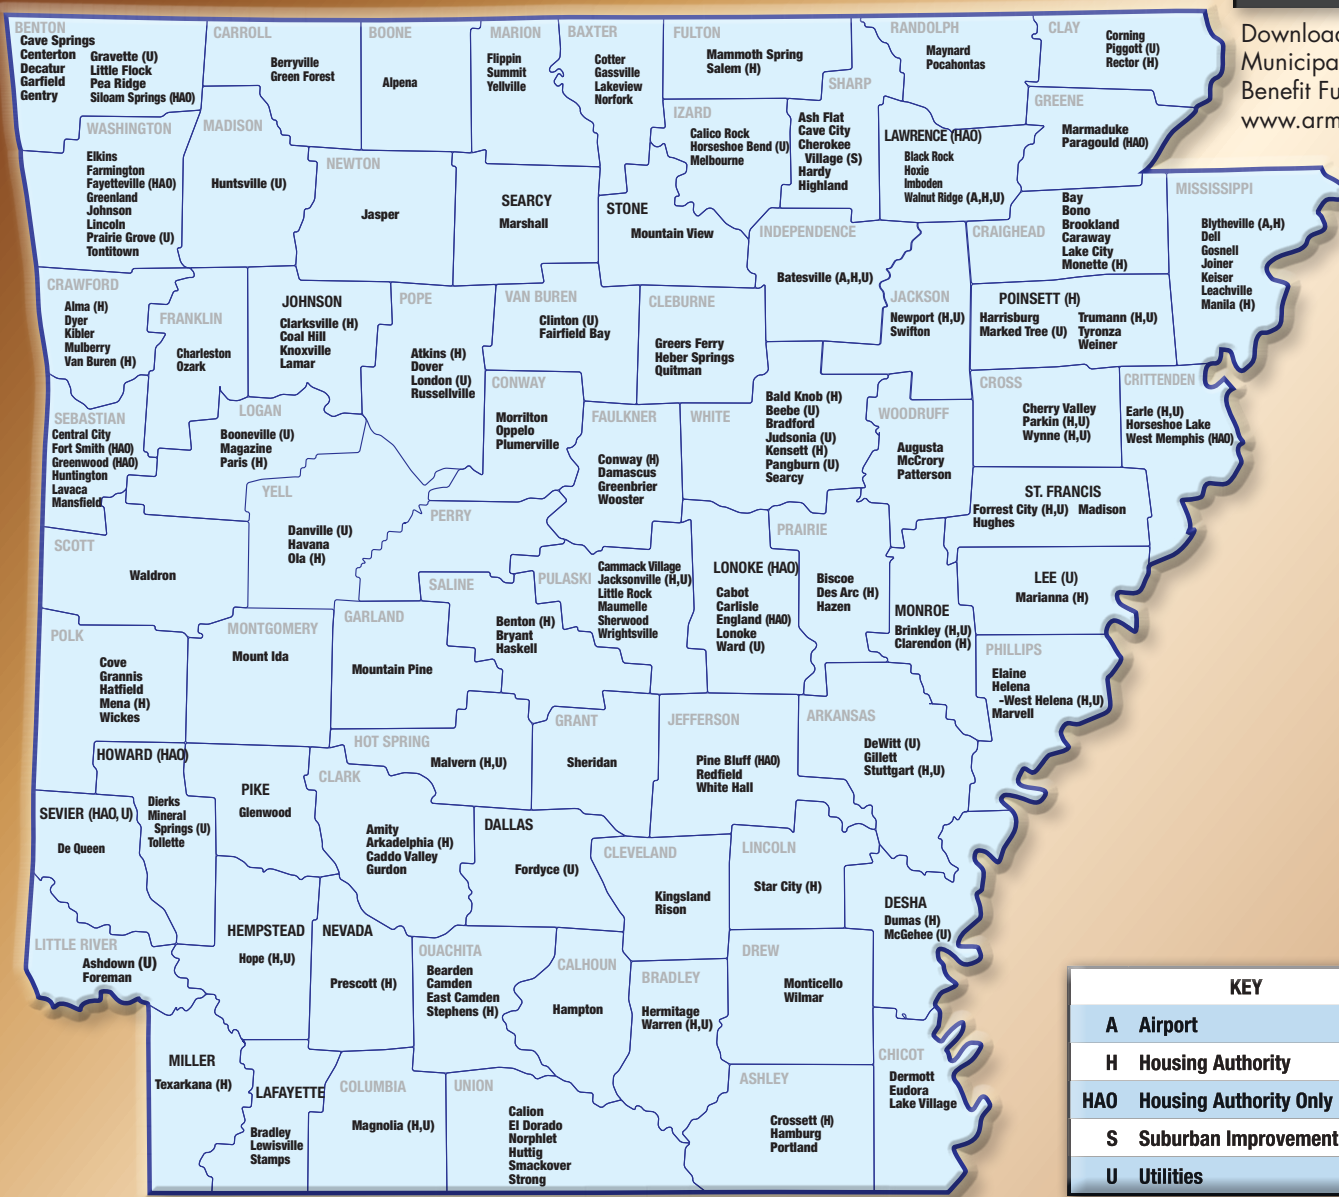 Download
Municipa
Benefit Fu
www.arm
BENTON
Cave Springs
Centerton
Decatur
Garfield
Gentry
Gravette (U)
Little Flock
Pea Ridge
Siloam Springs (HAO)
CARROLL
Berryville
Green Forest
BOONE
Alpena
MARION
Flippin
Summit
Yellville
BAXTER
Cotter
Gassville
Lakeview
Norfork
FULTON
Mammoth Spring
Salem (H)
SHARP
Ash Flat
Cave City
Cherokee
Village (S)
Hardy
Highland
RANDOLPH
Maynard
Pocahontas
CLAY
Corning
Piggott (U)
Rector (H)
GREENE
Marmaduke
Paragould (HAO)
IZARD
Calico Rock
Horseshoe Bend (U)
Melbourne
LAWRENCE (HAO)
Black Rock
Hoxie
Imboden
Walnut Ridge (A,H,U)
WASHINGTON
Elkins
Farmington
Fayetteville (HAO)
Greenland
Johnson
Lincoln
Prairie Grove (U)
Tontitown
MADISON
Huntsville (U)
NEWTON
Jasper
SEARCY
Marshall
STONE
Mountain View
INDEPENDENCE
Batesville (A,H,U)
CRAIGHEAD
Bay
Bono
Brookland
Caraway
Lake City
Monette (H)
MISSISSIPPI
Blytheville (A,H)
Dell
Gosnell
Joiner
Keiser
Leachville
Manila (H)
CRAWFORD
Alma (H)
Dyer
Kibler
Mulberry
Van Buren (H)
FRANKLIN
Charleston
Ozark
JOHNSON
Clarksville (H)
Coal Hill
Knoxville
Lamar
POPE
Atkins (H)
Dover
London (U)
Russellville
VAN BUREN
Clinton (U)
Fairfield Bay
CLEBURNE
Greers Ferry
Heber Springs
Quitman
JACKSON
Newport (H,U)
Swifton
POINSETT (H)
Harrisburg
Marked Tree (U)
Trumann (H,U)
Tyronza
Weiner
SEBASTIAN
Central City
Fort Smith (HAO)
Greenwood (HAO)
Huntington
Lavaca
Mansfield
LOGAN
Booneville (U)
Magazine
Paris (H)
CONWAY
Morrilton
Oppelo
Plumerville
FAULKNER
Conway (H)
Damascus
Greenbrier
Wooster
WHITE
Bald Knob (H)
Beebe (U)
Bradford
Judsonia (U)
Kensett (H)
Pangburn (U)
Searcy
WOODRUFF
Augusta
McCrory
Patterson
CROSS
Cherry Valley
Parkin (H,U)
Wynne (H,U)
CRITTENDEN
Earle (H,U)
Horseshoe Lake
West Memphis (HAO)
YELL
Danville (U)
Havana
Ola (H)
PERRY
ST. FRANCIS
Forrest City (H,U)
Hughes
Madison
SCOTT
Waldron
SALINE
Benton (H)
Bryant
Haskell
PULASKI
Cammack Village
Jacksonville (H,U)
Little Rock
Maumelle
Sherwood
Wrightsville
LONOKE (HAO)
Cabot
Carlisle
England (HAO)
Lonoke
Ward (U)
PRAIRIE
Biscoe
Des Arc (H)
Hazen
MONROE
Brinkley (H,U)
Clarendon (H)
LEE (U)
Marianna (H)
PHILLIPS
Elaine
Helena
-West Helena (H,U)
Marvell
POLK
Cove
Grannis
Hatfield
Mena (H)
Wickes
MONTGOMERY
Mount Ida
GARLAND
Mountain Pine
HOT SPRING
Malvern (H,U)
GRANT
Sheridan
JEFFERSON
Pine Bluff (HAO)
Redfield
White Hall
ARKANSAS
DeWitt (U)
Gillett
Stuttgart (H,U)
HOWARD (HAO)
Dierks
Mineral
Springs (U)
Tollette
SEVIER (HAO, U)
De Queen
PIKE
Glenwood
CLARK
Amity
Arkadelphia (H)
Caddo Valley
Gurdon
DALLAS
Fordyce (U)
CLEVELAND
Kingsland
Rison
LINCOLN
Star City (H)
DESHA
Dumas (H)
McGehee (U)
LITTLE RIVER
Ashdown (U)
Foreman
HEMPSTEAD
Hope (H,U)
NEVADA
Prescott (H)
OUACHITA
Bearden
Camden
East Camden
Stephens (H)
CALHOUN
Hampton
BRADLEY
Hermitage
Warren (H,U)
DREW
Monticello
Wilmar
MILLER
Texarkana (H)
LAFAYETTE
Bradley
Lewisville
Stamps
COLUMBIA
Magnolia (H,U)
UNION
Calion
El Dorado
Norphlet
Huttig
Smackover
Strong
ASHLEY
Crossett (H)
Hamburg
Portland
CHICOT
Dermott
Eudora
Lake Village
KEY
A Airport
H Housing Authority
HAO Housing Authority Only
S Suburban Improvement
U Utilities